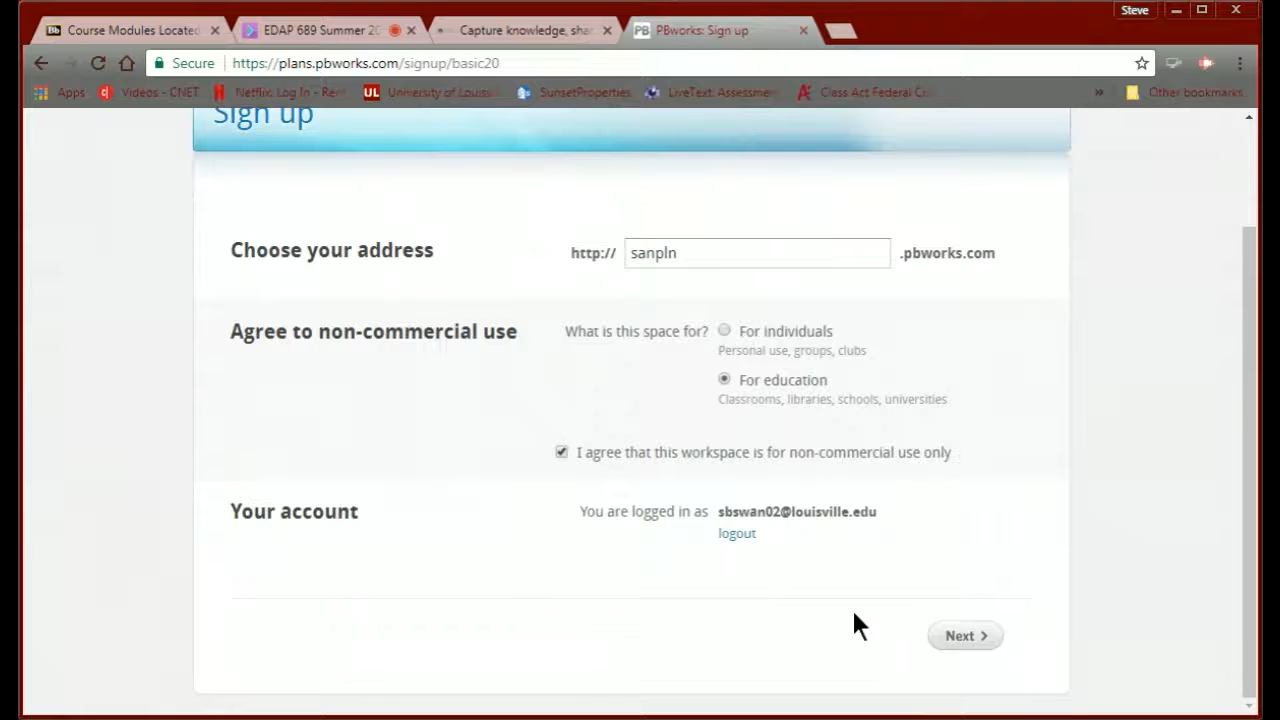 Steve
Course Modules Located
EDAP 689 Summer 20
Capture knowledge, sha
PBworks: Sign up
Secure https://plans.pbworks.com/signup/basic20
Apps Videos - CNET Netflix Log In - Ren University of Louisv SunsetProperties LiveText: Assessme Class Act Federal Cr » Other bookmarks
Sign up
Choose your address http:// sanpln .pbworks.com
Agree to non-commercial use What is this space for? For individuals
Personal use, groups, clubs
For education
Classrooms, libraries, schools, universities
I agree that this workspace is for non-commercial use only
Your account You are logged in as sbswan02@louisville.edu
logout
Next >